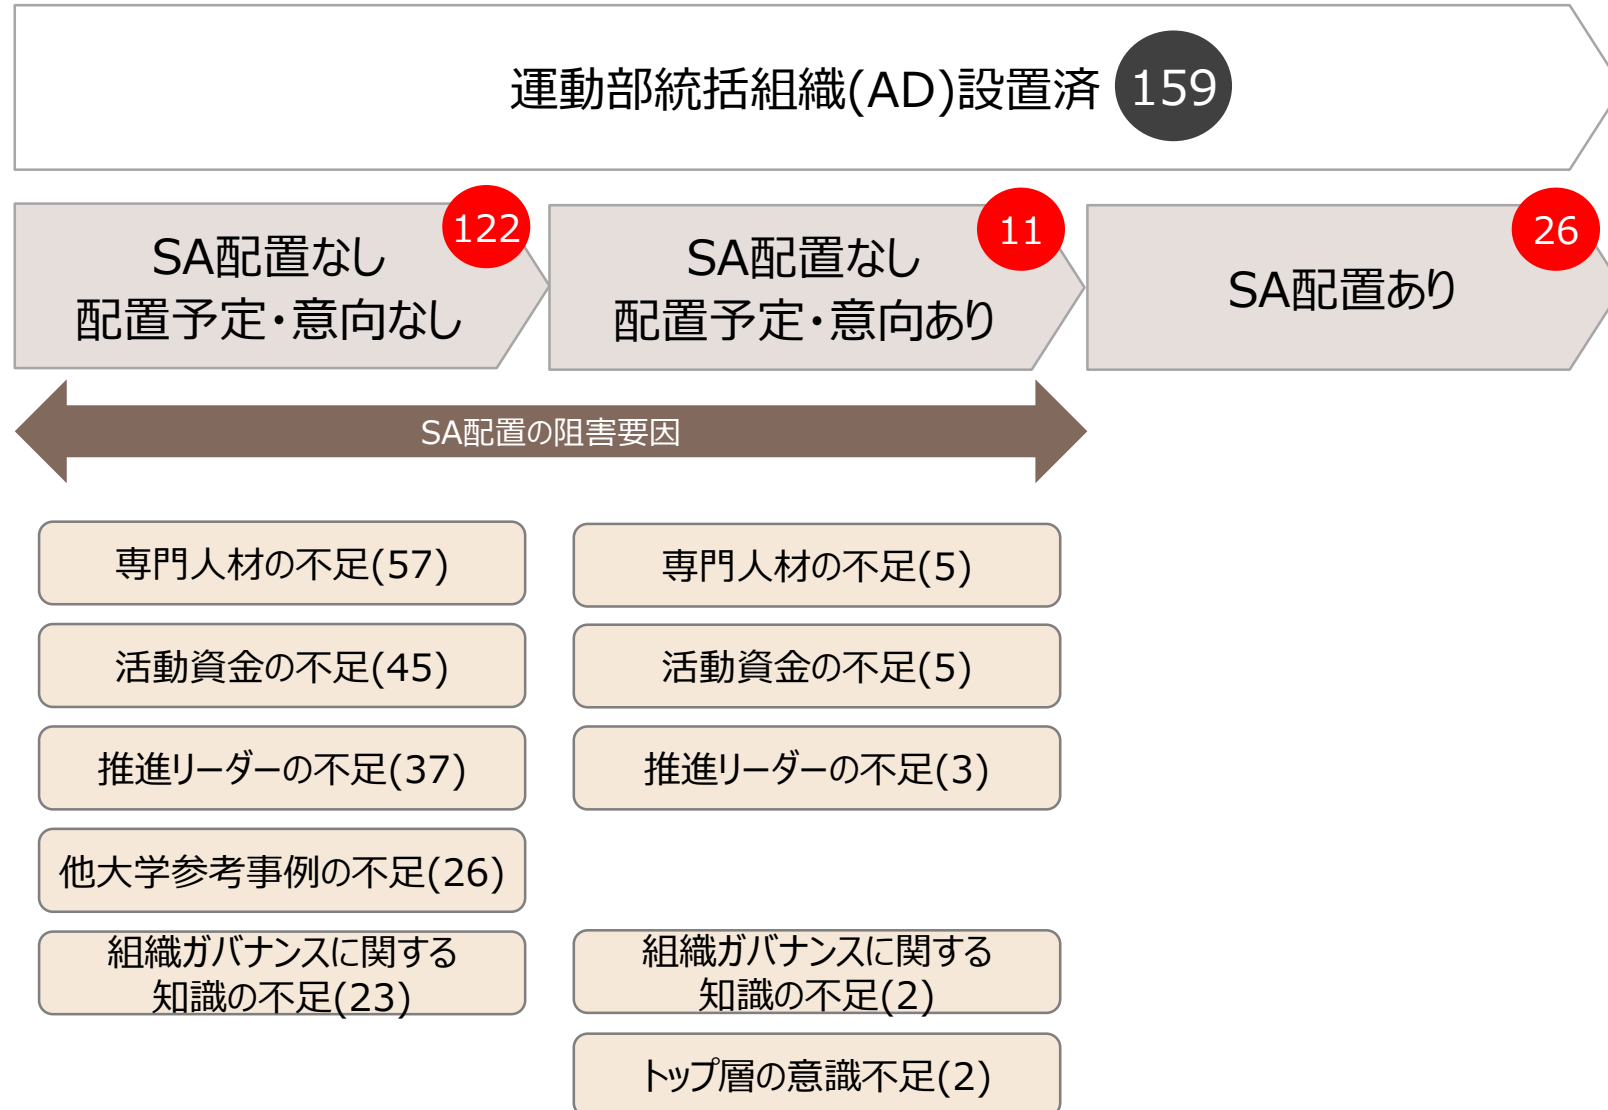 運動部統括組織(AD)設置済 159
SA配置なし
配置予定・意向なし
122
SA配置なし
配置予定・意向あり
11
SA配置あり
26
SA配置の阻害要因
専門人材の不足(57)
活動資金の不足(45)
推進リーダーの不足(37)
他大学参考事例の不足(26)
組織ガバナンスに関する
知識の不足(23)
専門人材の不足(5)
活動資金の不足(5)
推進リーダーの不足(3)
組織ガバナンスに関する
知識の不足(2)
トップ層の意識不足(2)